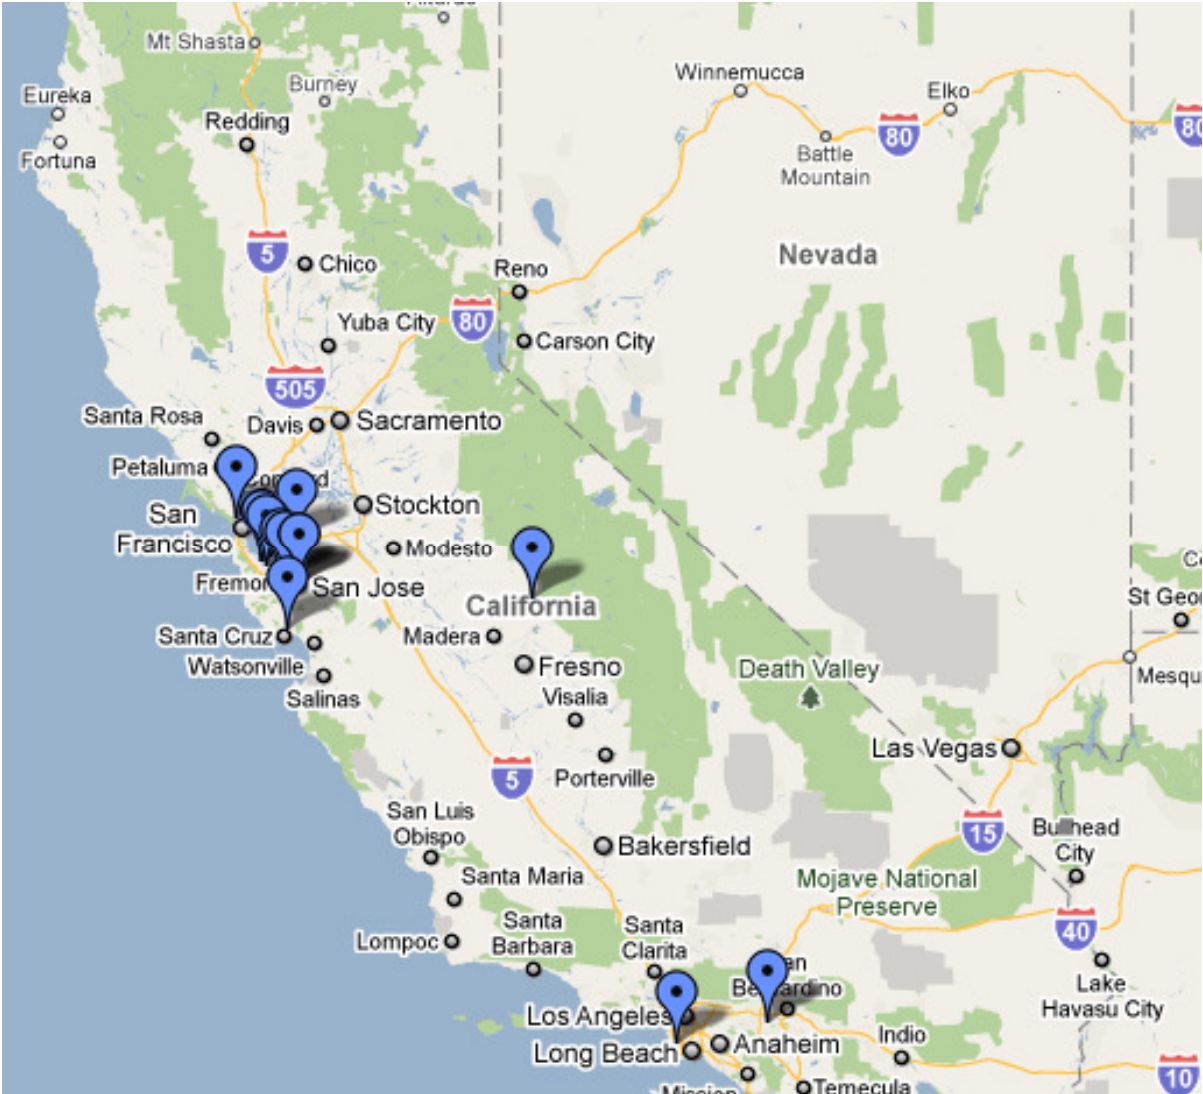 Mt Shasta
Burney
Winnemucca
Elko
Eureka
Redding
80
80
Fortuna
Battle
Mountain
5
Chico
Nevada
Reno
Yuba City
80
Carson City
505
Santa Rosa
Davis
Sacramento
Petaluma
San
Francisco
Stockton
Modesto
San Jose
California
St Geor
Santa Cruz
Madera
Watsonville
Fresno
Death Valley
Mesqu
Salinas
Visalia
Las Vegas
5
Porterville
San Luis
Obispo
15
City
Bakersfield
Santa Maria
Mojave National
Preserve
Santa
Barbara
Santa
Clarita
40
Lompoc
Lake
Havasu City
Los Angeles
Long Beach
Anaheim
Indio
10
Mission
Temecula